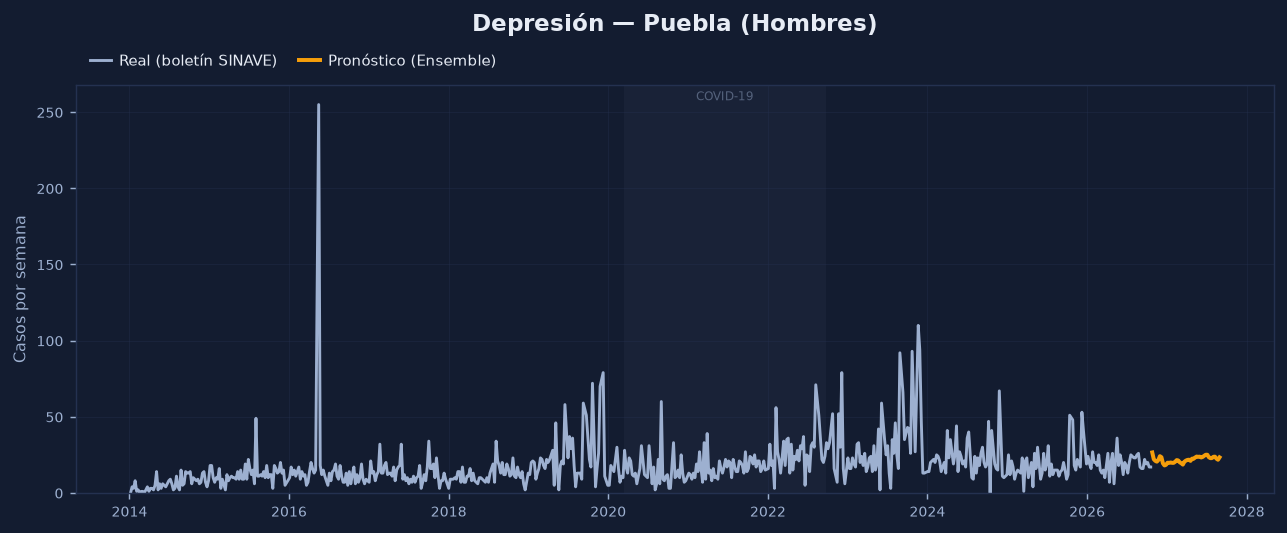 Depresión — Puebla (Hombres)
Real (boletín SINAVE) Pronóstico (Ensemble)
COVID-19
Casos por semana
250
200
150
100
50
0
2014 2016 2018 2020 2022 2024 2026 2028